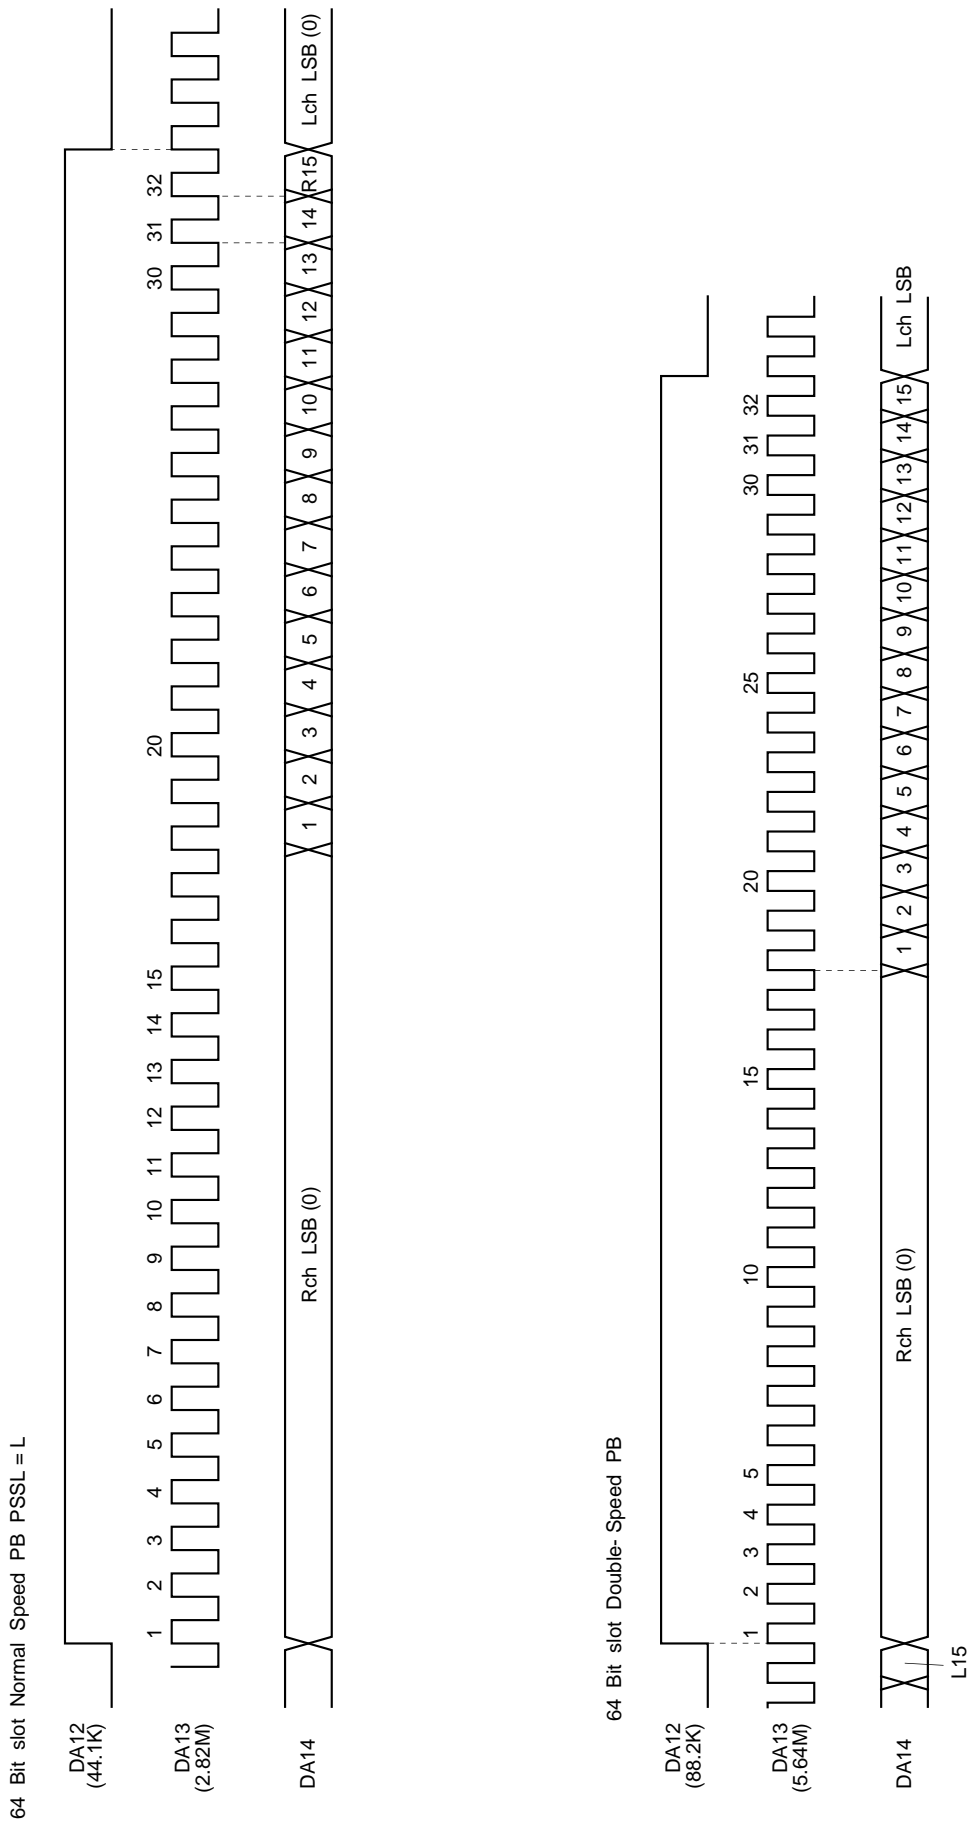 64 Bit slot Normal Speed PB PSSL = L
DA12
(44.1K)
1 2 3 4 5 6 7 8 9 10 11 12 13 14 15 20 30 31 32
DA13
(2.82M)
DA14
Rch LSB (0) 1 2 3 4 5 6 7 8 9 10 11 12 13 14 R15 Lch LSB (0)
64 Bit slot Double- Speed PB
DA12
(88.2K)
1 2 3 4 5 10 15 20 25 30 31 32
DA13
(5.64M)
DA14
Rch LSB (0) 1 2 3 4 5 6 7 8 9 10 11 12 13 14 15 Lch LSB
L15